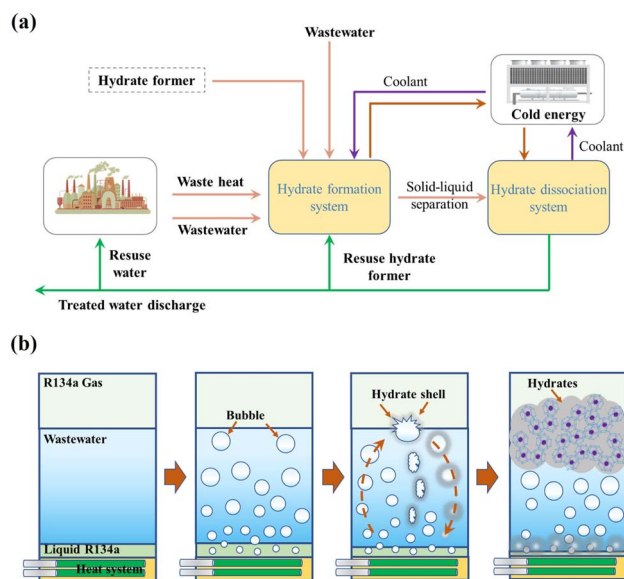 (a)
Wastewater
Hydrate former
Coolant
Cold energy
Coolant
Waste heat
Wastewater
Hydrate formation
system
Solid-liquid
separation
Hydrate dissociation
system
Resuse
water
Resuse hydrate
former
Treated water discharge
(b)
R134a Gas
Wastewater
Liquid R134a
Heat system
Bubble
Hydrate shell
Hydrates